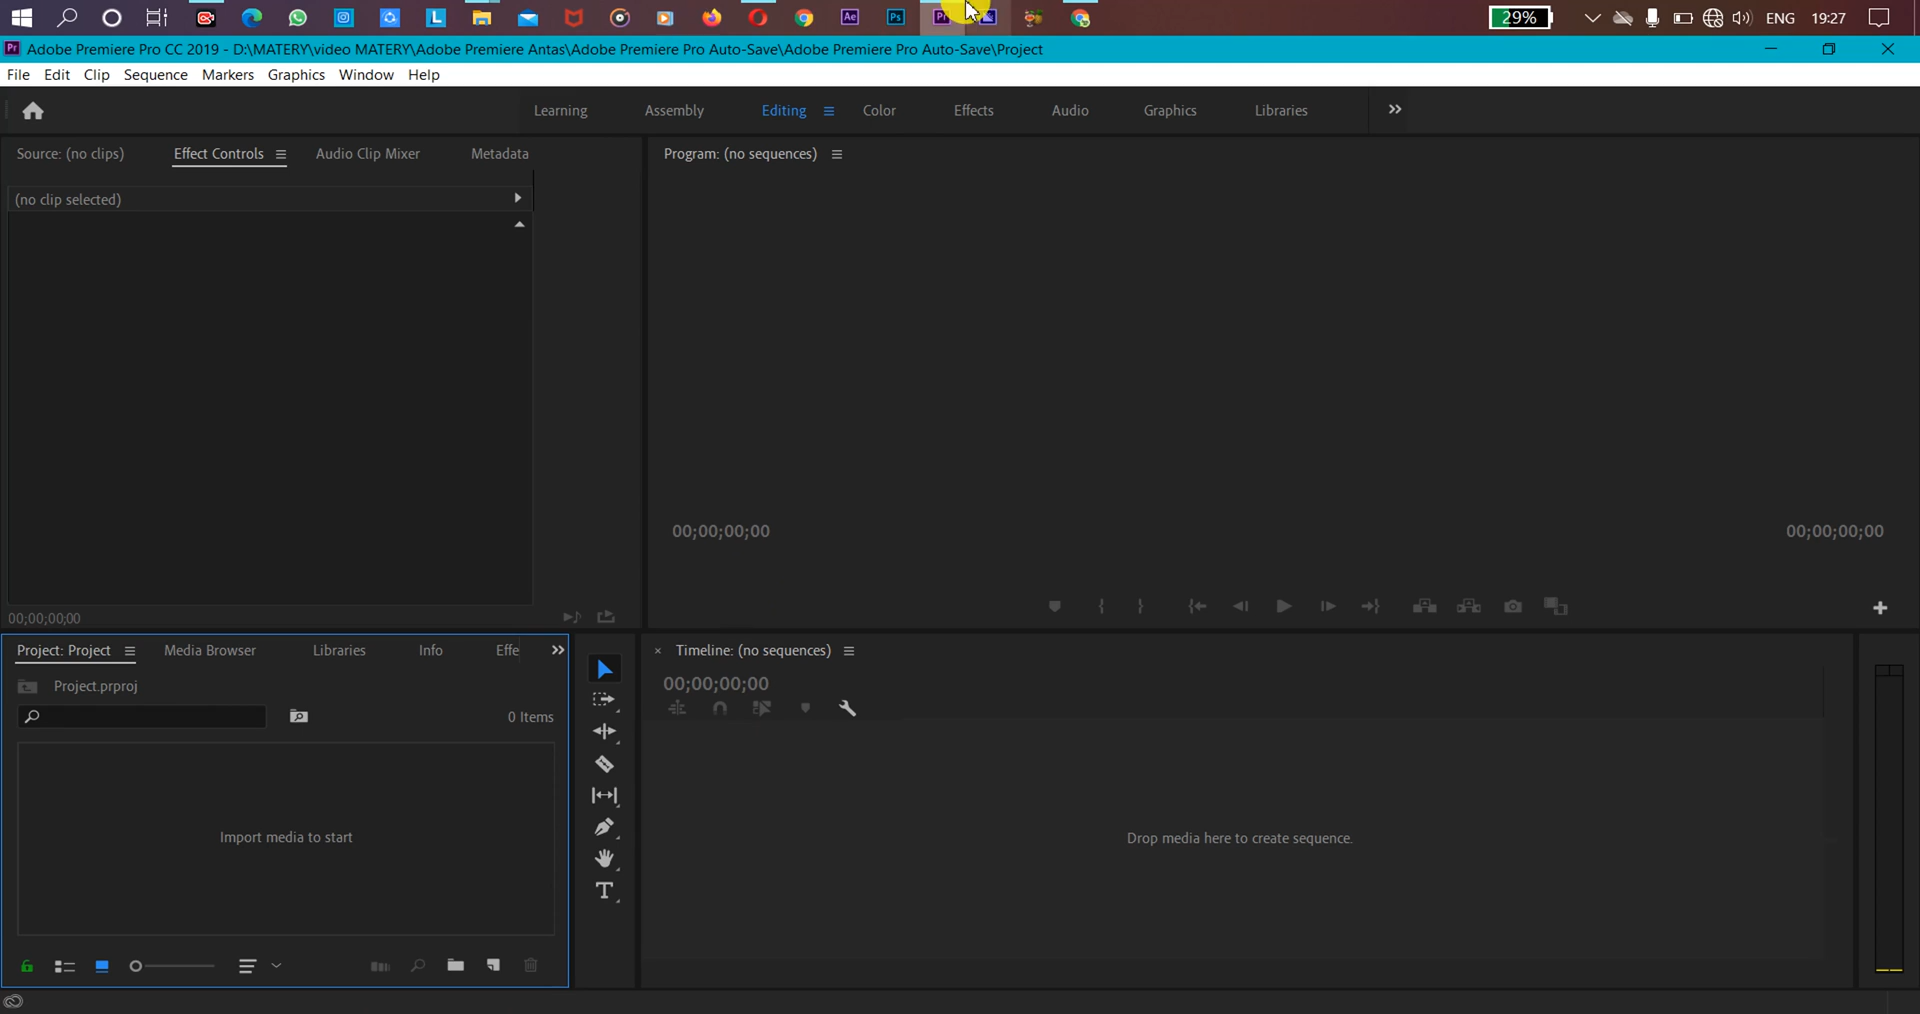 Ae
Ps
Pr
29%
ENG
19:27
Pr Adobe Premiere Pro CC 2019 - D:\MATERY\video MATERY\Adobe Premiere Antas\Adobe Premiere Pro Auto-Save\Adobe Premiere Pro Auto-Save\Project
File Edit Clip Sequence Markers Graphics Window Help
Learning Assembly Editing Color Effects Audio Graphics Libraries
Source: (no clips) Effect Controls Audio Clip Mixer Metadata
Program: (no sequences)
(no clip selected)
00;00;00;00
00;00;00;00
00;00;00;00
Project: Project Media Browser Libraries Info Effe
Timeline: (no sequences)
Project.prproj
00;00;00;00
0 Items
Import media to start
Drop media here to create sequence.